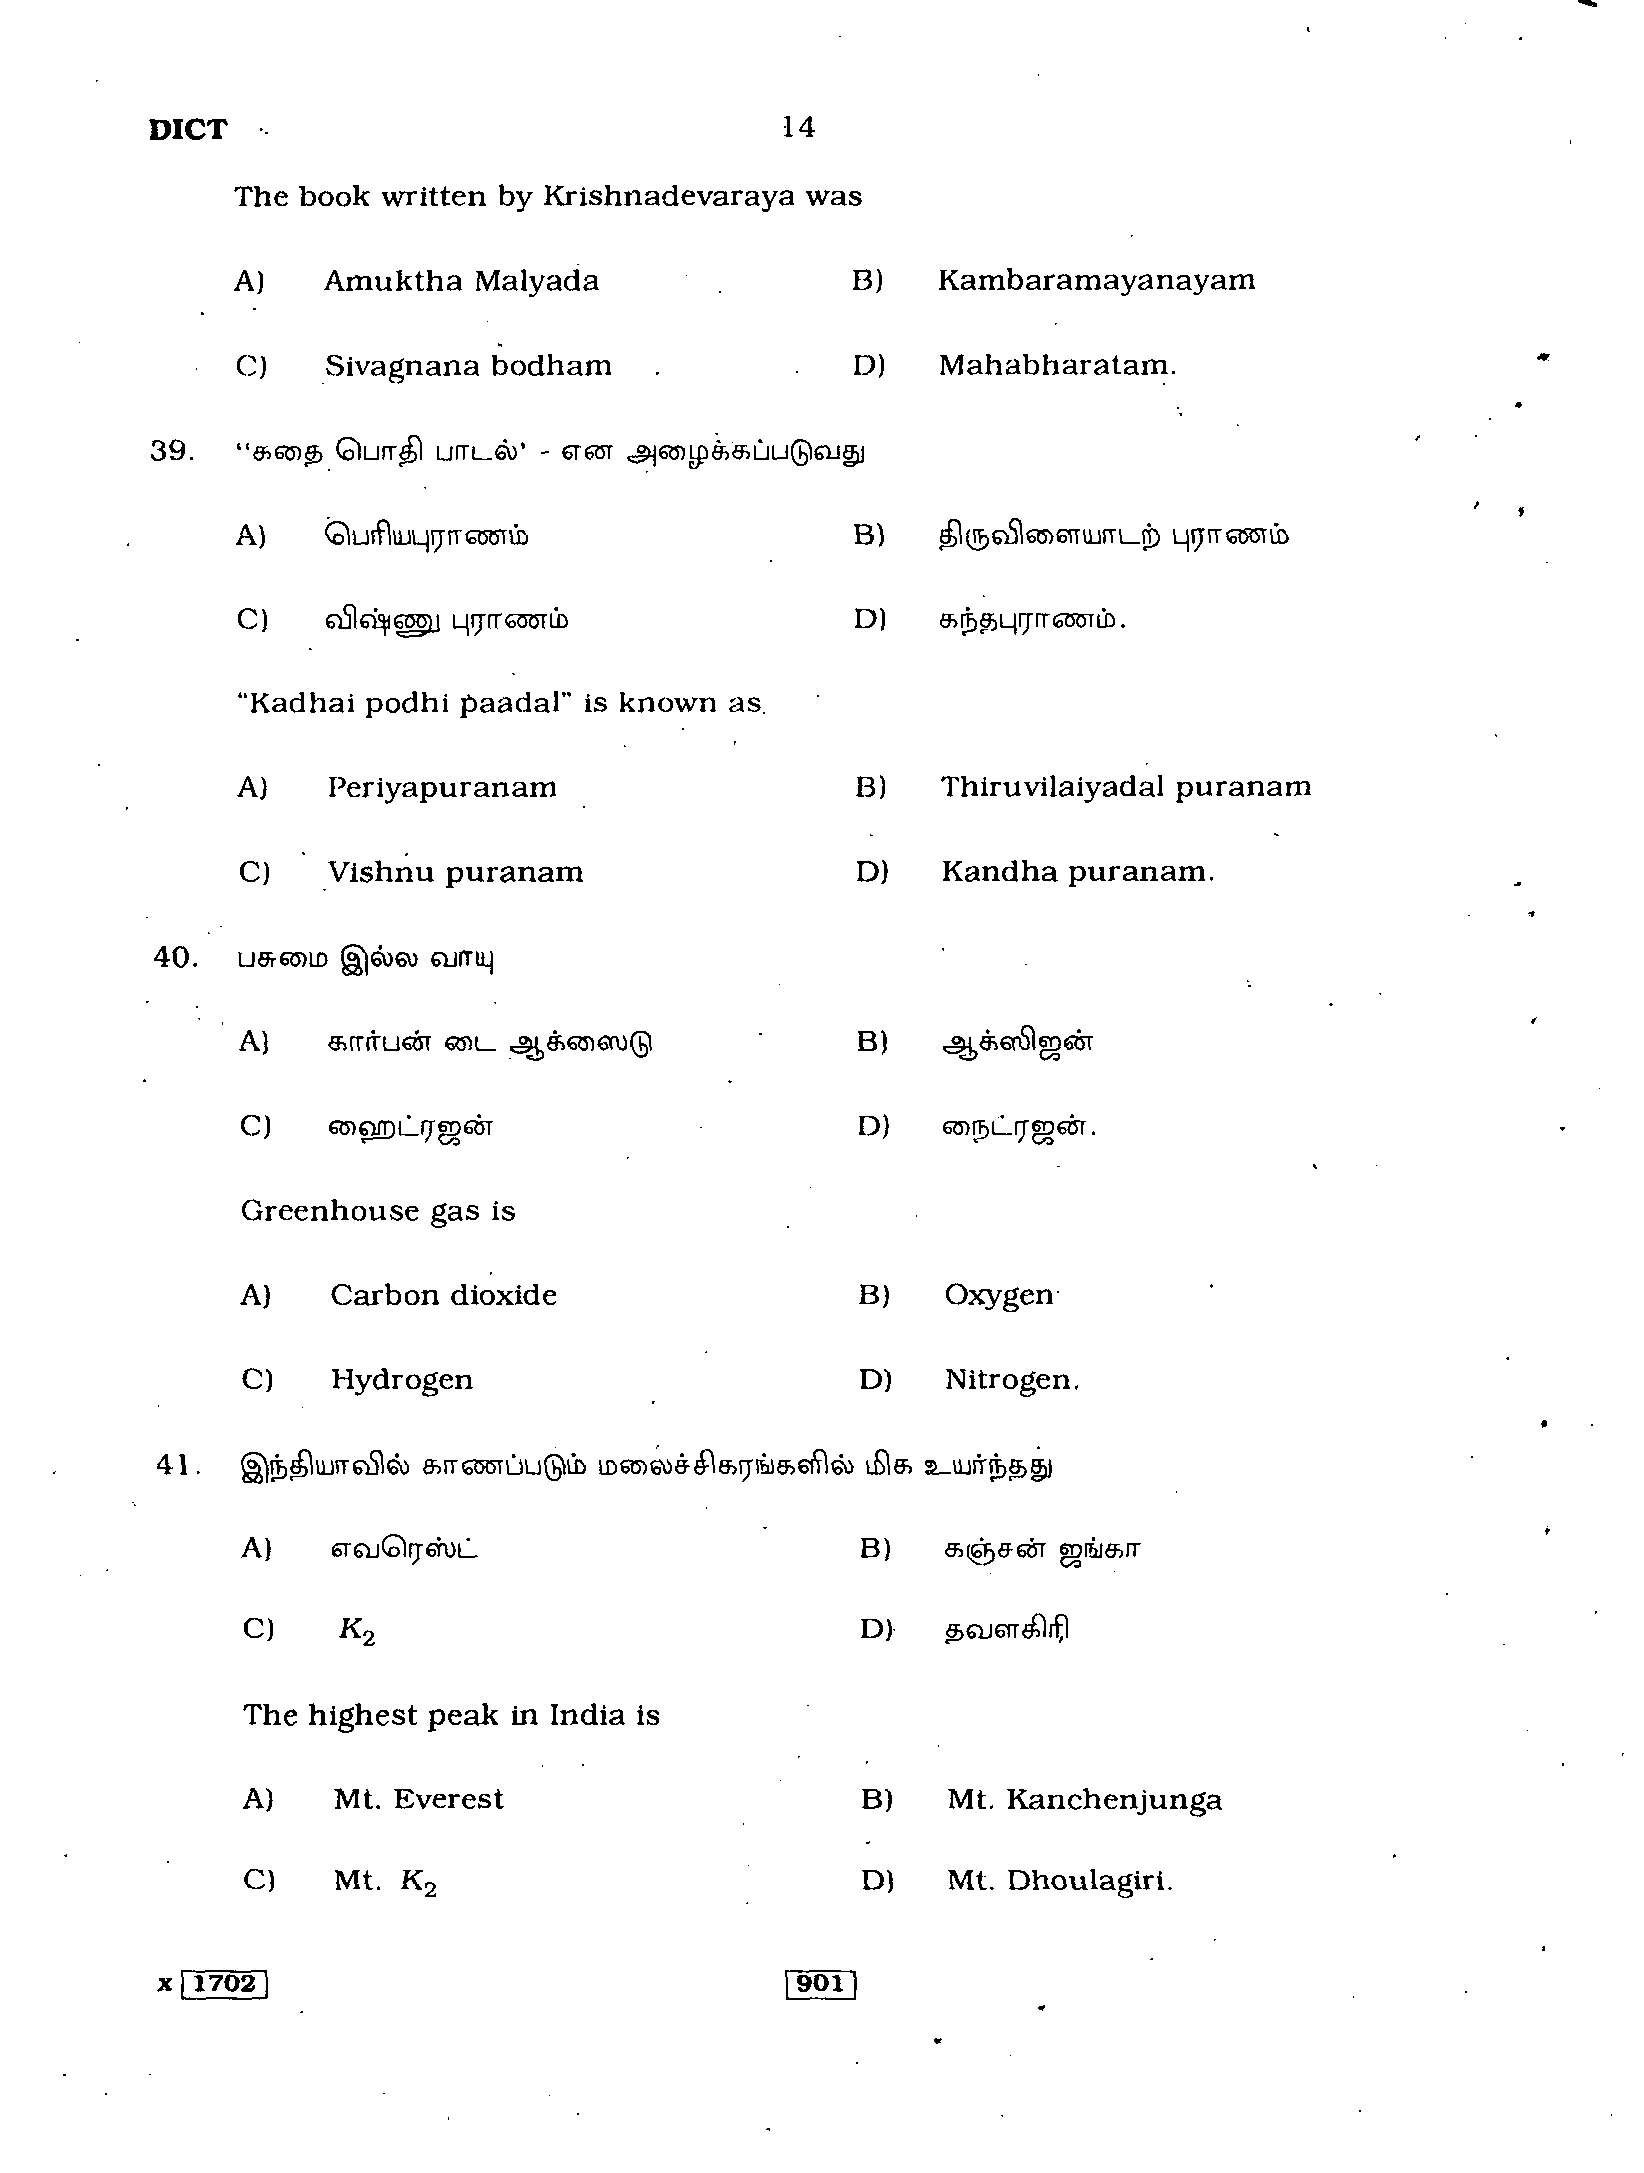 DICT 14
The book written by Krishnadevaraya was
A) Amuktha Malyada B) Kambaramayanayam
C) Sivagnana bodham D) Mahabharatam.
39. “கதை பொதி பாடல்' - என அழைக்கப்படுவது
A) பெரியபுராணம் B) திருவிளையாடற் புராணம்
C) விஷ்ணு புராணம் D) கந்தபுராணம்.
“Kadhai podhi paadal” is known as
A) Periyapuranam B) Thiruvilaiyadal puranam
C) Vishnu puranam D) Kandha puranam.
40. பசுமை இல்ல வாயு
A) கார்பன் டை ஆக்ஸைடு B) ஆக்ஸிஜன்
C) ஹைட்ரஜன் D) நைட்ரஜன்.
Greenhouse gas is
A) Carbon dioxide B) Oxygen
C) Hydrogen D) Nitrogen.
41. இந்தியாவில் காணப்படும் மலைச்சிகரங்களில் மிக உயர்ந்தது
A) எவரெஸ்ட் B) கஞ்சன் ஜங்கா
C) K2 D) தவளகிரி
The highest peak in India is
A) Mt. Everest B) Mt. Kanchenjunga
C) Mt. K2 D) Mt. Dhoulagiri.
x 1702 901